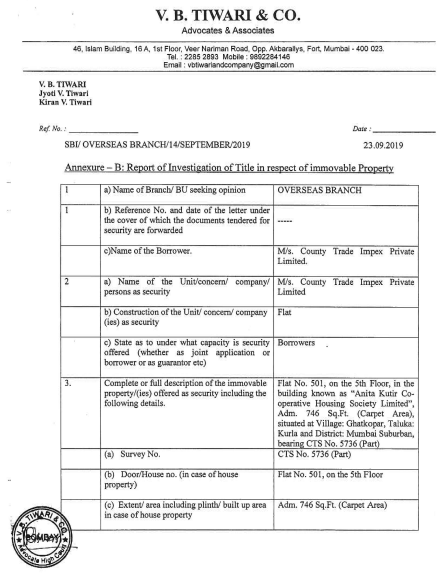 V. B. TIWARI & CO.
Advocates & Associates
46, Islam Building, 16 A, 1st Floor, Veer Nariman Road, Opp. Akbarallys, Fort, Mumbai - 400 023.
Tel. : 2285 2893 Mobile : 9892284146
Email : vbtiwarilandcompany@gmail.com
V. B. TIWARI
Jyoti V. Tiwari
Kiran V. Tiwari
Ref. No. :
Date :
SBI/ OVERSEAS BRANCH/14/SEPTEMBER/2019
23.09.2019
Annexure – B: Report of Investigation of Title in respect of immovable Property
1
a) Name of Branch/ BU seeking opinion
OVERSEAS BRANCH
1
b) Reference No. and date of the letter under
the cover of which the documents tendered for
security are forwarded
-----
c)Name of the Borrower.
M/s. County Trade Impex Private
Limited.
2
a) Name of the Unit/concern/ company/
persons as security
M/s. County Trade Impex Private
Limited
b) Construction of the Unit/ concern/ company
(ies) as security
Flat
c) State as to under what capacity is security
offered (whether as joint application or
borrower or as guarantor etc)
Borrowers
3.
Complete or full description of the immovable
property/(ies) offered as security including the
following details.
Flat No. 501, on the 5th Floor, in the
building known as "Anita Kutir Co-
operative Housing Society Limited",
Adm. 746 Sq.Ft. (Carpet Area),
situated at Village: Ghatkopar, Taluka:
Kurla and District: Mumbai Suburban,
bearing CTS No. 5736 (Part)
(a) Survey No.
CTS No. 5736 (Part)
(b) Door/House no. (in case of house
property)
Flat No. 501, on the 5th Floor
(c) Extent/ area including plinth/ built up area
in case of house property
Adm. 746 Sq.Ft. (Carpet Area)
V. B. TIWARI & CO.
BOMBAY
Advocate High Court